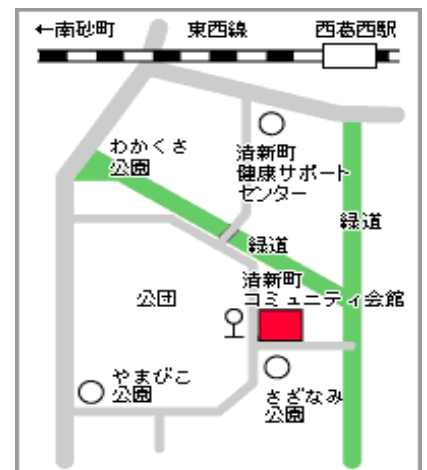 ←南砂町 東西線 西葛西駅
わかくさ
公園
清新町
健康サポート
センター
緑道
緑道
清新町
コミュニティ会館
公団
やまびこ
公園
さざなみ
公園